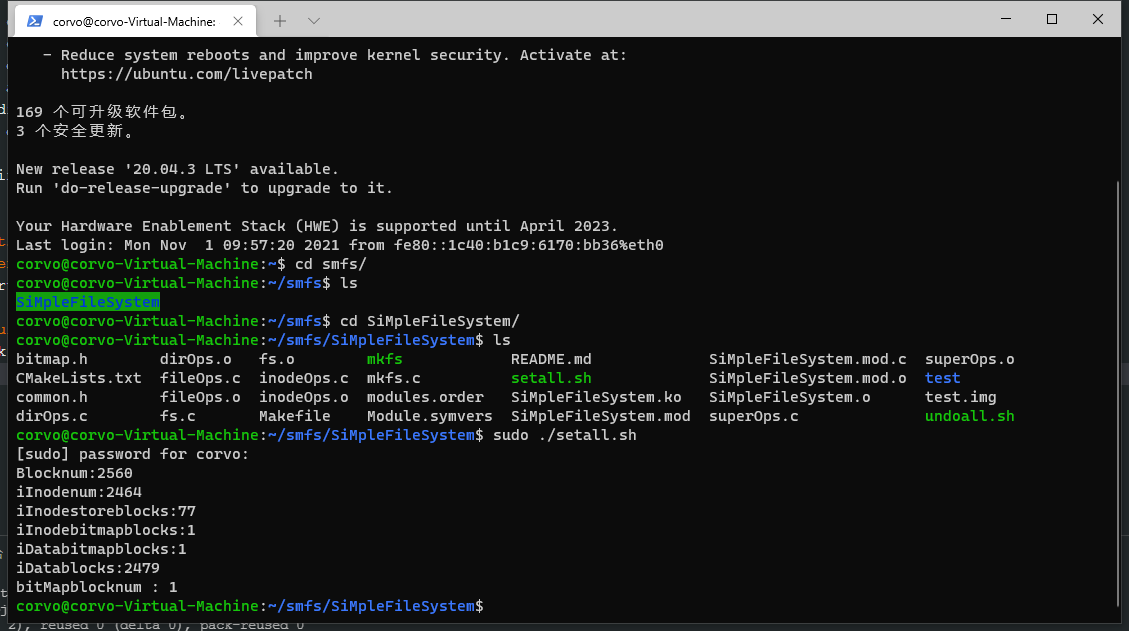 corvo@corvo-Virtual-Machine:
- Reduce system reboots and improve kernel security. Activate at:
https://ubuntu.com/livepatch
169 个可升级软件包。
3 个安全更新。
New release '20.04.3 LTS' available.
Run 'do-release-upgrade' to upgrade to it.
Your Hardware Enablement Stack (HWE) is supported until April 2023.
Last login: Mon Nov  1 09:57:20 2021 from fe80::1c40:b1c9:6170:bb36%eth0
corvo@corvo-Virtual-Machine:~$ cd smfs/
corvo@corvo-Virtual-Machine:~/smfs$ ls
SiMpleFileSystem
corvo@corvo-Virtual-Machine:~/smfs$ cd SiMpleFileSystem/
corvo@corvo-Virtual-Machine:~/smfs/SiMpleFileSystem$ ls
bitmap.h        dirOps.o   fs.o        mkfs            README.md             SiMpleFileSystem.mod.c  superOps.o
CMakeLists.txt  fileOps.c  inodeOps.c  mkfs.c          setall.sh             SiMpleFileSystem.mod.o  test
common.h        fileOps.o  inodeOps.o  modules.order   SiMpleFileSystem.ko   SiMpleFileSystem.o      test.img
dirOps.c        fs.c       Makefile    Module.symvers  SiMpleFileSystem.mod  superOps.c              undoall.sh
corvo@corvo-Virtual-Machine:~/smfs/SiMpleFileSystem$ sudo ./setall.sh
[sudo] password for corvo:
Blocknum:2560
iInodenum:2464
iInodestoreblocks:77
iInodebitmapblocks:1
iDatabitmapblocks:1
iDatablocks:2479
bitMapblocknum : 1
corvo@corvo-Virtual-Machine:~/smfs/SiMpleFileSystem$
2), reused 0 (delta 0), pack-reused 0